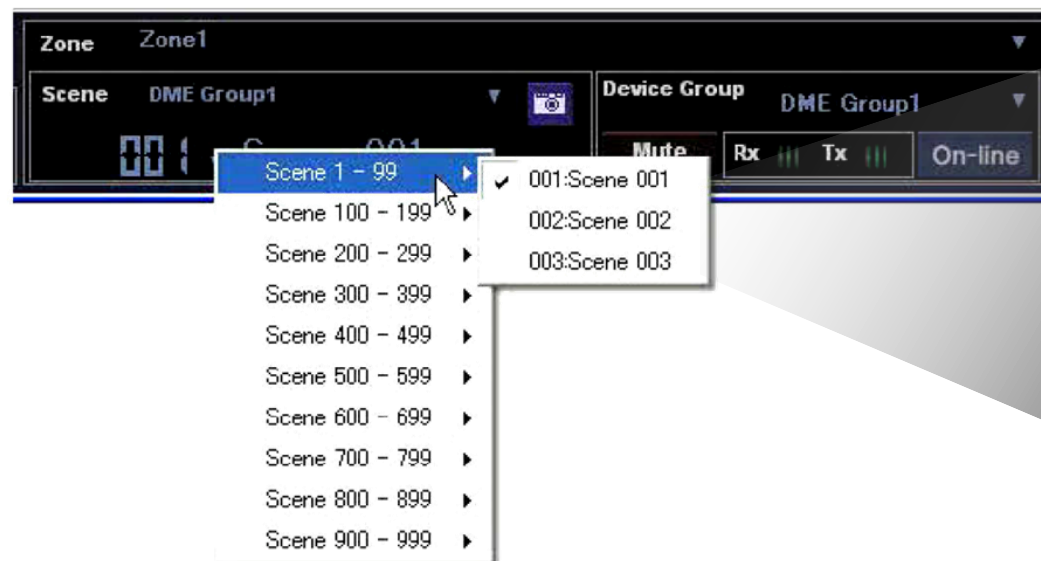 Zone Zone1
Scene DME Group1
Device Group DME Group1
001
Mute Rx Tx On-line
Scene 1 - 99
Scene 100 - 199
Scene 200 - 299
Scene 300 - 399
Scene 400 - 499
Scene 500 - 599
Scene 600 - 699
Scene 700 - 799
Scene 800 - 899
Scene 900 - 999
001:Scene 001
002:Scene 002
003:Scene 003